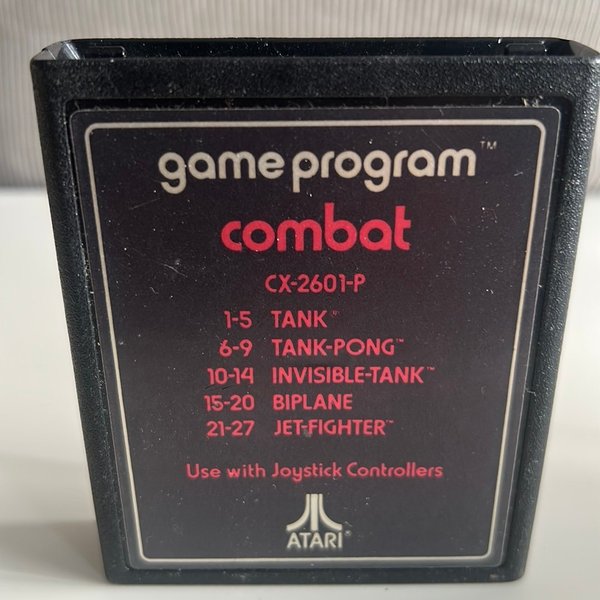 game program™
combat
CX-2601-P
1-5 TANK™
6-9 TANK-PONG™
10-14 INVISIBLE-TANK™
15-20 BIPLANE
21-27 JET-FIGHTER™
Use with Joystick Controllers
ATARI®